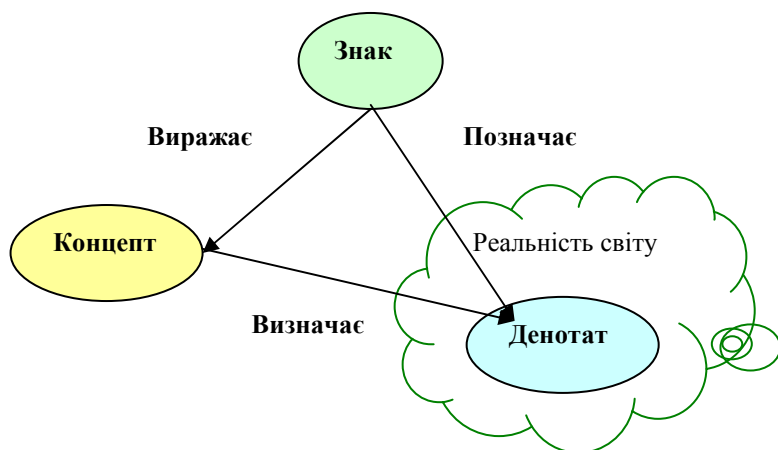 Знак
Виражає
Позначає
Концепт
Реальність світу
Визначає
Денотат